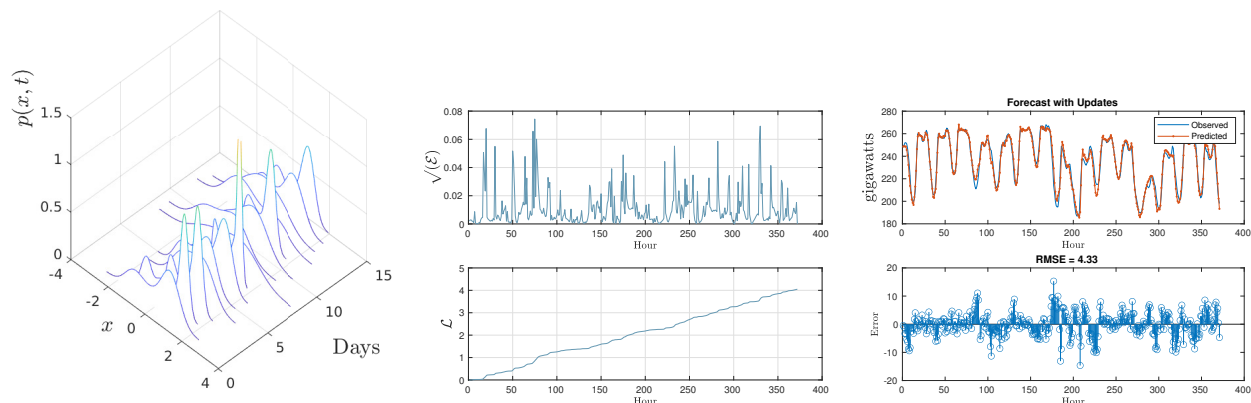 p(x, t)
1.5
1
0.5
0
-4
-2
0
2
4
x
0
5
10
15
Days
0.08
0.06
0.04
0.02
0
√(ℰ)
0 50 100 150 200 250 300 350 400
Hour
5
4
3
2
1
0
ℒ
0 50 100 150 200 250 300 350 400
Hour
Forecast with Updates
280
260
240
220
200
180
gigawatts
Observed
Predicted
0 50 100 150 200 250 300 350 400
Hour
RMSE = 4.33
20
10
0
-10
-20
Error
0 50 100 150 200 250 300 350 400
Hour